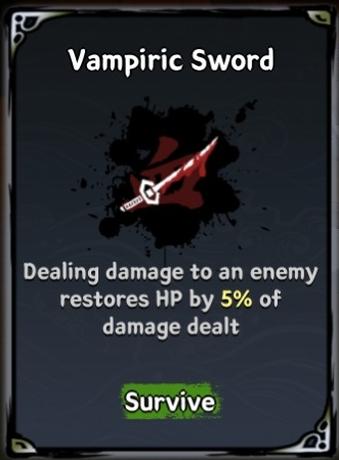 Vampiric Sword
Dealing damage to an enemy
restores HP by 5% of
damage dealt
Survive